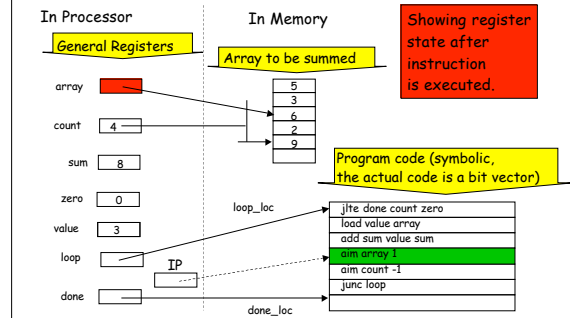 In Processor
In Memory
Showing register
state after
instruction
is executed.
General Registers
Array to be summed
array
5
3
6
2
9
count
4
sum
8
Program code (symbolic,
the actual code is a bit vector)
zero
0
value
3
loop
loop_loc
IP
done
done_loc
jlte done count zero
load value array
add sum value sum
aim array 1
aim count -1
junc loop